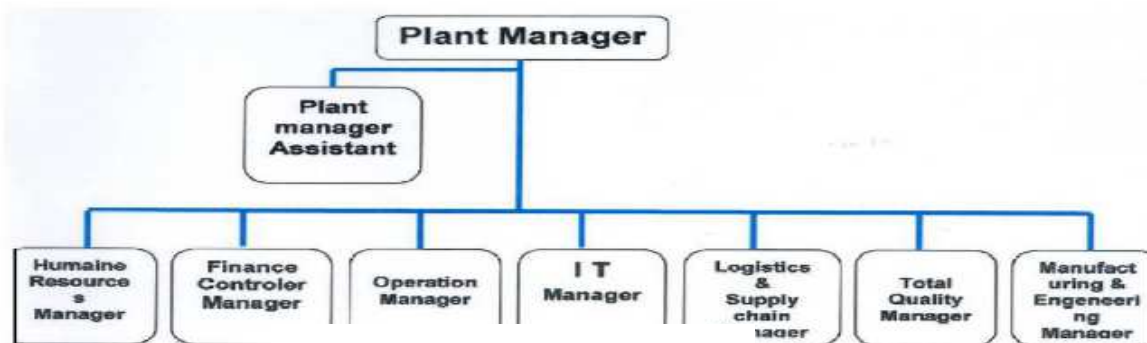 Plant Manager
Plant
manager
Assistant
Humaine
Resource
s
Manager
Finance
Controler
Manager
Operation
Manager
I T
Manager
Logistics
&
Supply
chain
nager
Total
Quality
Manager
Manufact
uring &
Engeneeri
ng
Manager